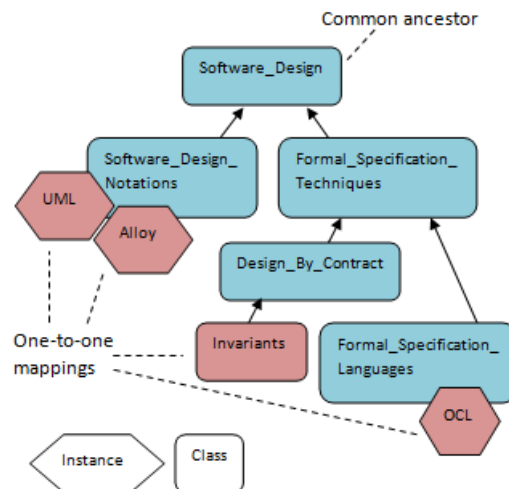 Common ancestor
Software_Design
Software_Design_
Notations
Formal_Specification_
Techniques
UML
Alloy
Design_By_Contract
One-to-one
mappings
Invariants
Formal_Specification_
Languages
OCL
Instance
Class